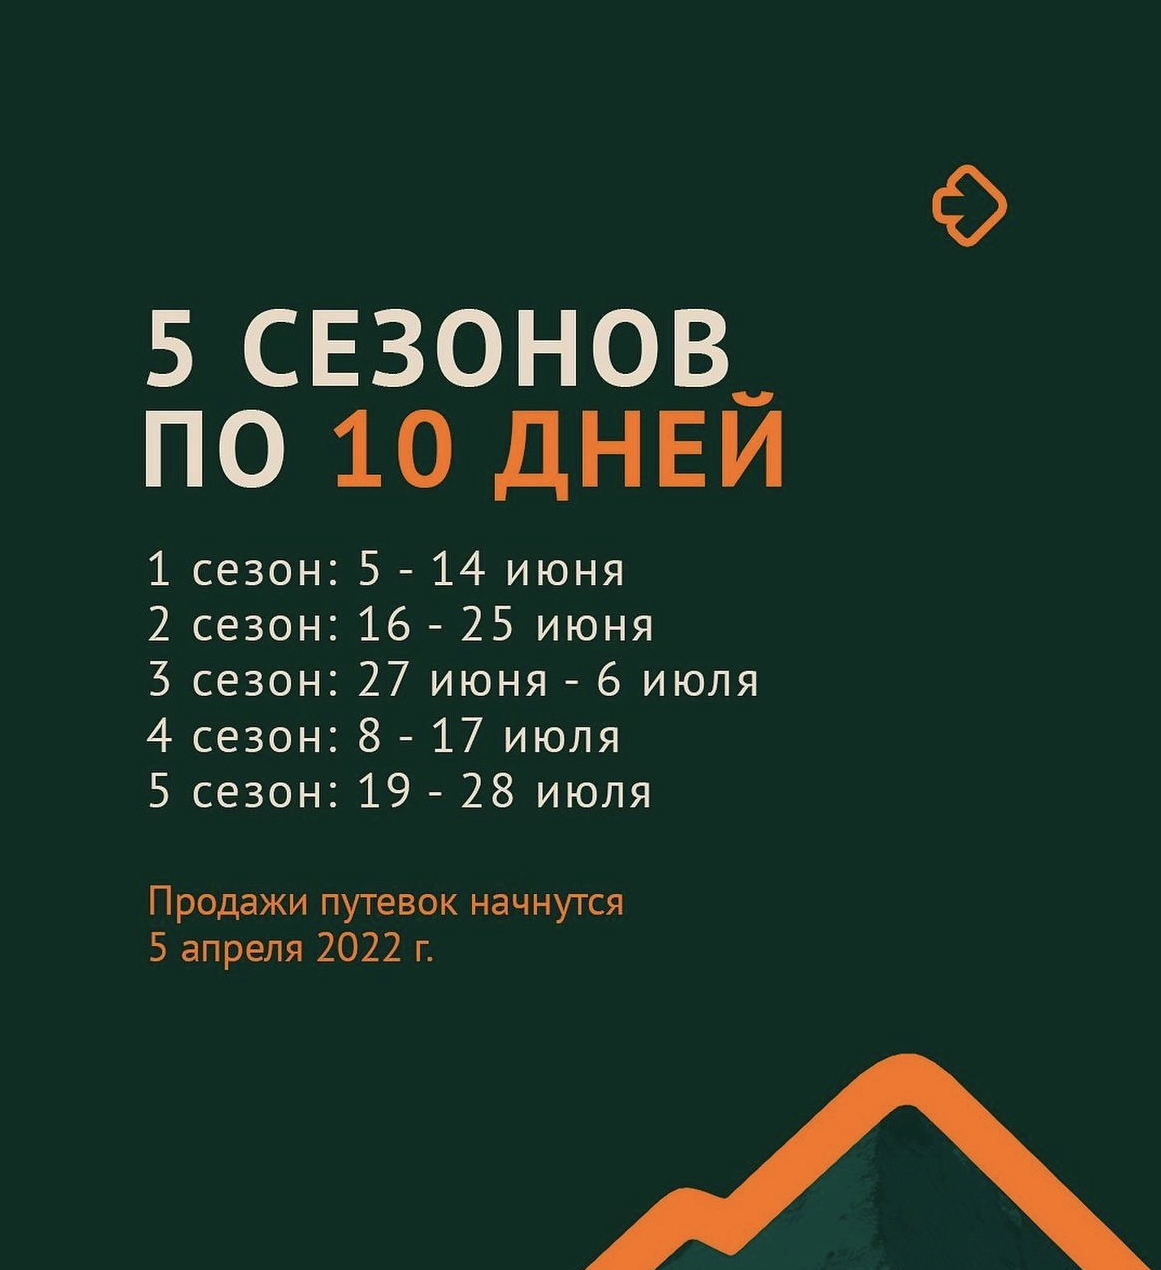 5 СЕЗОНОВ
ПО 10 ДНЕЙ
1 сезон: 5 - 14 июня
2 сезон: 16 - 25 июня
3 сезон: 27 июня - 6 июля
4 сезон: 8 - 17 июля
5 сезон: 19 - 28 июля
Продажи путевок начнутся
5 апреля 2022 г.